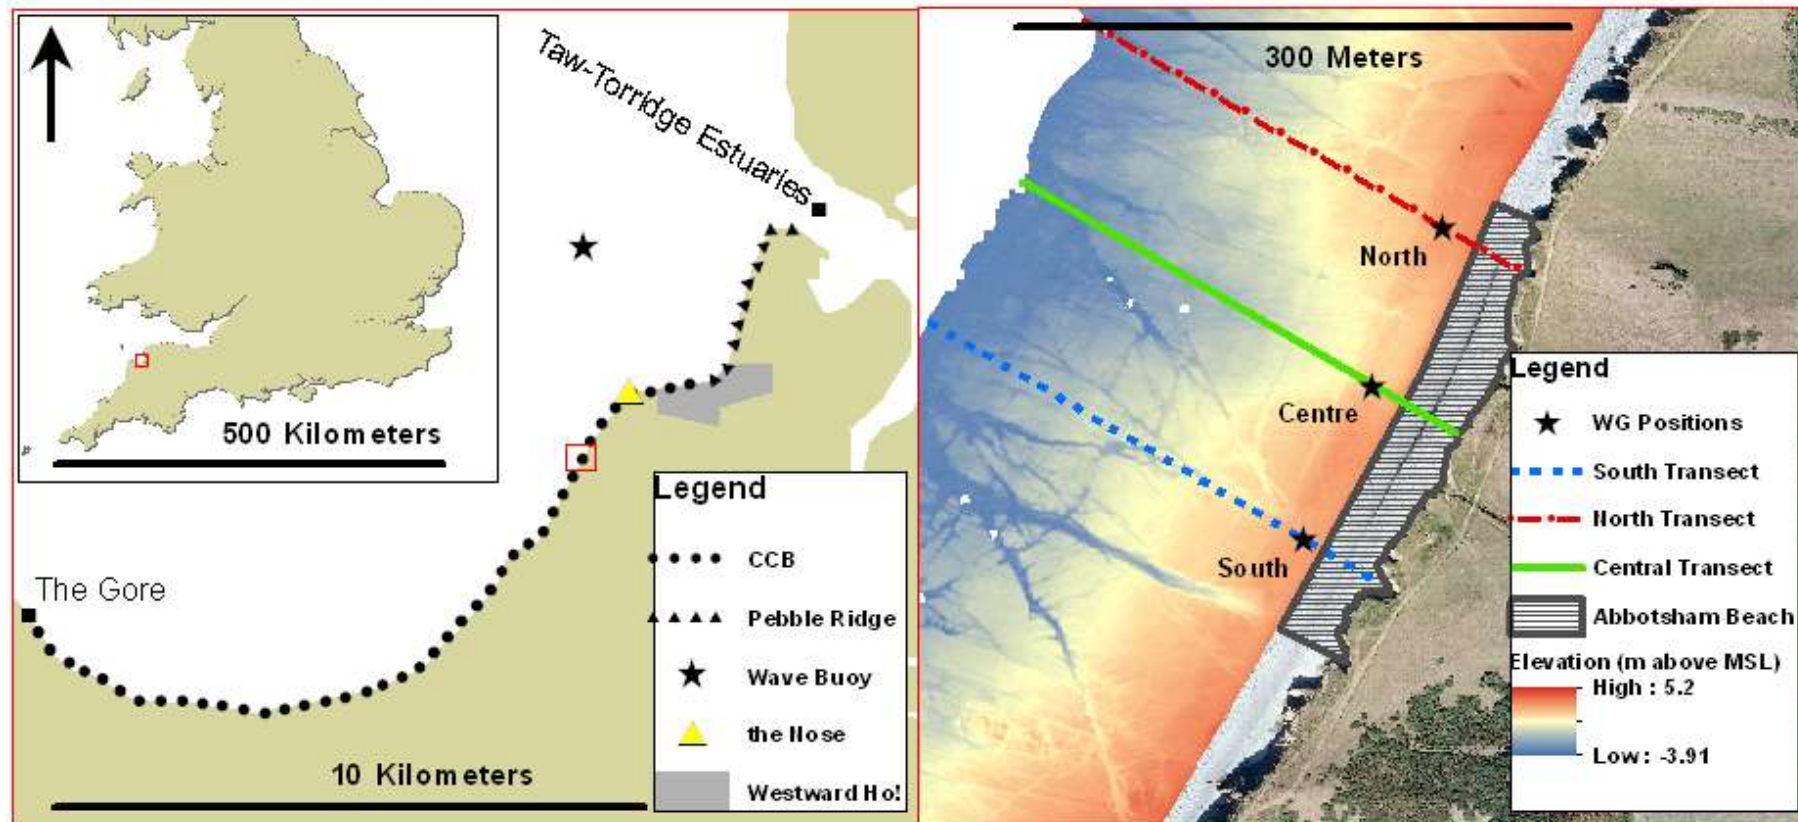 500 Kilometers
Taw-Torridge Estuaries
The Gore
10 Kilometers
Legend
CCB
Pebble Ridge
Wave Buoy
the Nose
Westward Ho!
300 Meters
North
Centre
South
Legend
WG Positions
South Transect
North Transect
Central Transect
Abbotsham Beach
Elevation (m above MSL)
High : 5.2
Low : -3.91